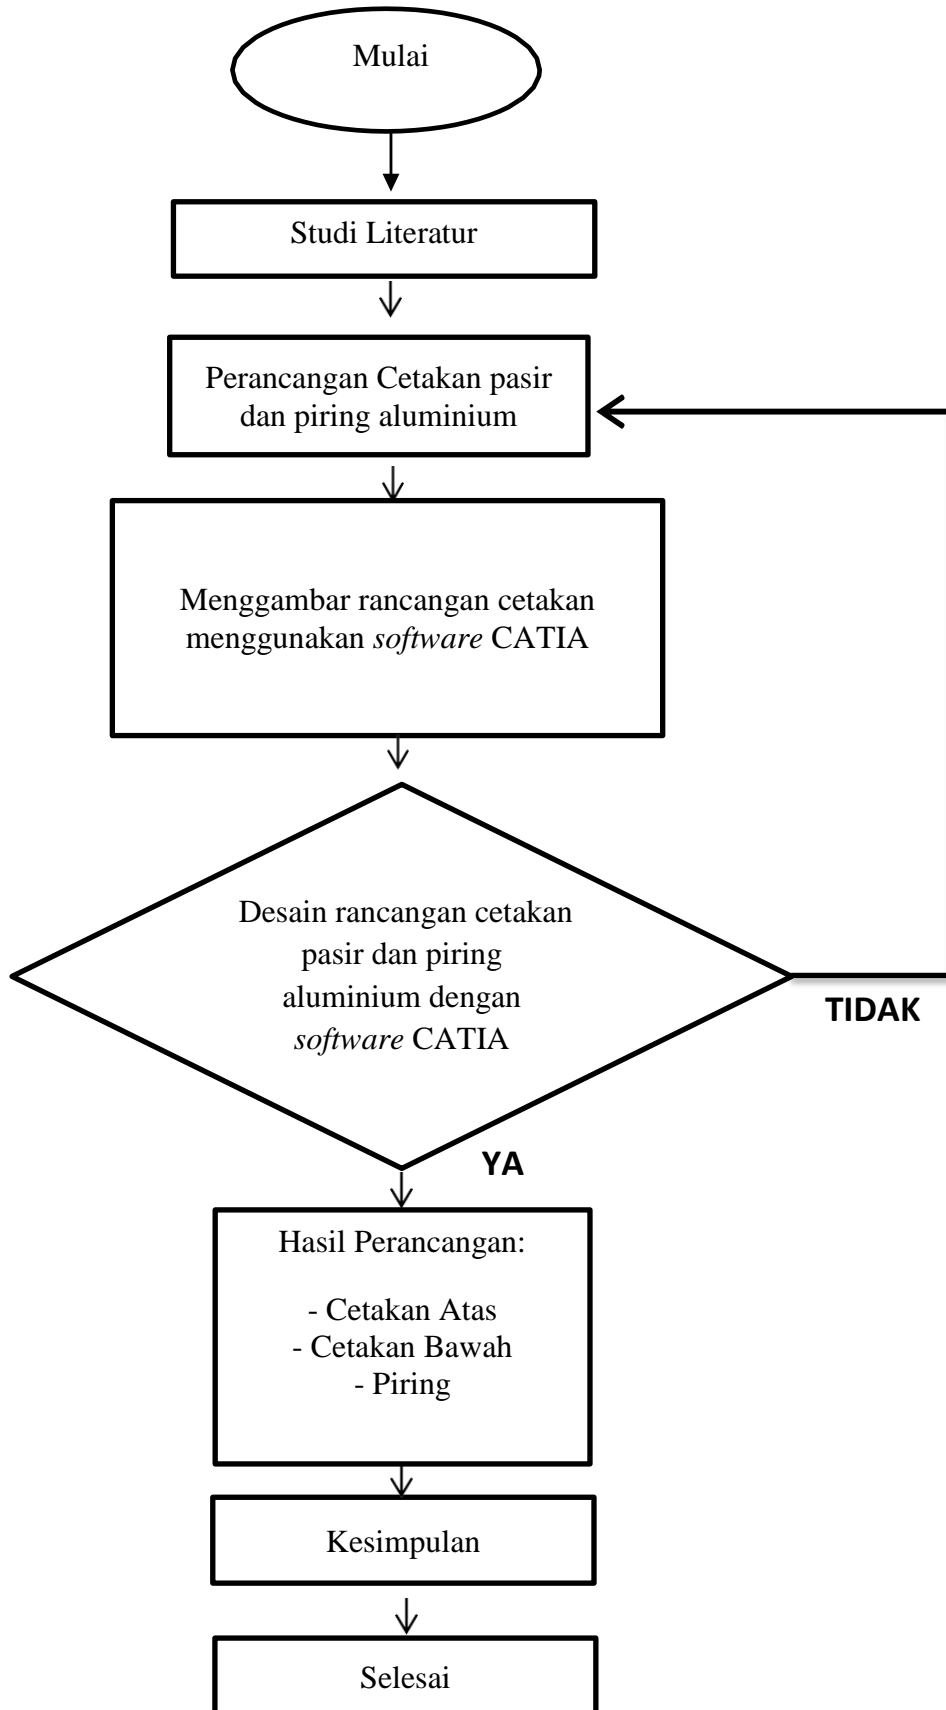 Mulai
Studi Literatur
Perancangan Cetakan pasir
dan piring aluminium
Menggambar rancangan cetakan
menggunakan software CATIA
Desain rancangan cetakan
pasir dan piring
aluminium dengan
software CATIA
TIDAK
YA
Hasil Perancangan:
- Cetakan Atas
- Cetakan Bawah
- Piring
Kesimpulan
Selesai